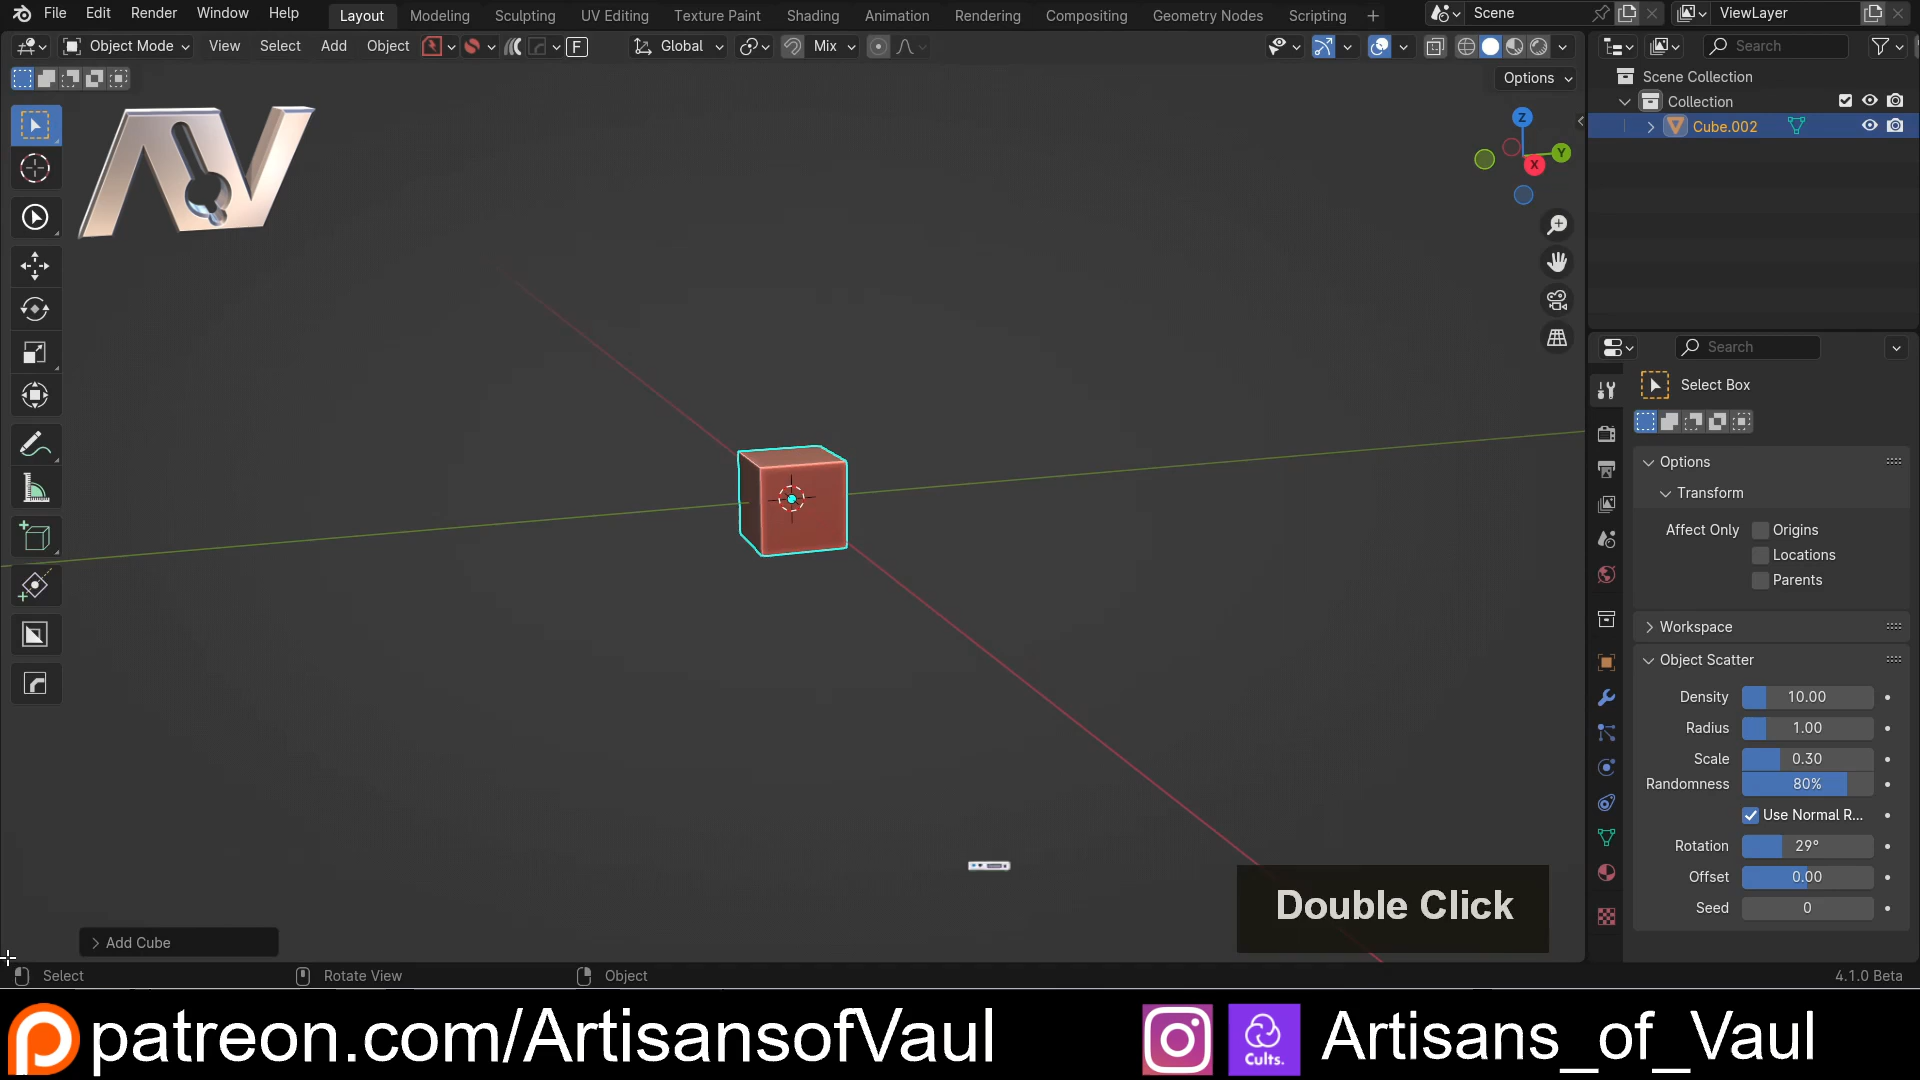 File Edit Render Window Help Layout Modeling Sculpting UV Editing Texture Paint Shading Animation Rendering Compositing Geometry Nodes Scripting + Scene ViewLayer
Object Mode View Select Add Object F Global Mix Search
Options
Scene Collection
Collection
Cube.002
Z
Y
X
Search
Select Box
Options
Transform
Affect Only Origins
Locations
Parents
Workspace
Object Scatter
Density 10.00
Radius 1.00
Scale 0.30
Randomness 80%
Use Normal R...
Rotation 29°
Offset 0.00
Seed 0
Double Click
Add Cube
Select Rotate View Object 4.1.0 Beta
patreon.com/ArtisansofVaul Cults. Artisans_of_Vaul